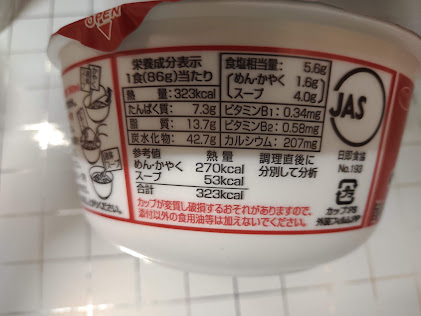 OPEN
栄養成分表示
1食(86g)当たり
熱量:323kcal
たんぱく質:7.3g
脂質:13.7g
炭水化物:42.7g
食塩相当量:5.6g
めん・かやく 1.6g
スープ 4.0g
ビタミンB1:0.34mg
ビタミンB2:0.58mg
カルシウム:207mg
参考値 熱量
めん・かやく 270kcal
スープ 53kcal
合計 323kcal
調理直後に
分別して分析
カップが変質し破損するおそれがありますので、
添付以外の食用油等は加えないでください。
JAS
日即食協
No.193
カップ